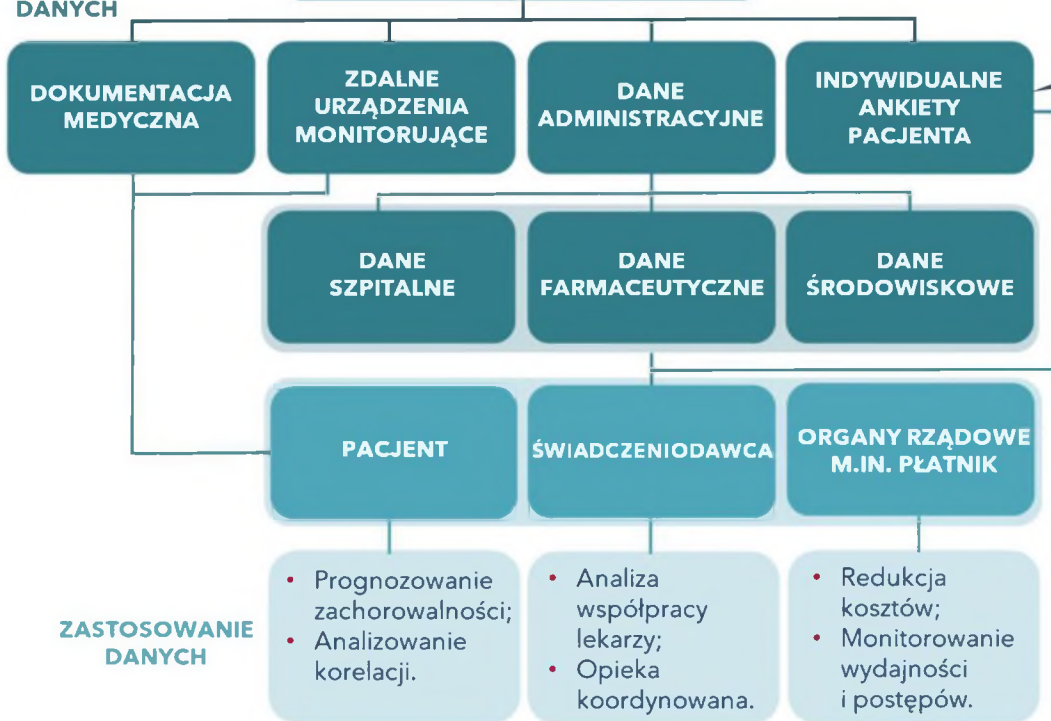 DANYCH
DOKUMENTACJA
MEDYCZNA
ZDALNE
URZĄDZENIA
MONITORUJĄCE
DANE
ADMINISTRACYJNE
INDYWIDUALNE
ANKIETY
PACJENTA
DANE
SZPITALNE
DANE
FARMACEUTYCZNE
DANE
ŚRODOWISKOWE
PACJENT
ŚWIADCZENIODAWCA
ORGANY RZĄDOWE
M.IN. PŁATNIK
ZASTOSOWANIE
DANYCH
• Prognozowanie
zachorowalności;
• Analizowanie
korelacji.
• Analiza
współpracy
lekarzy;
• Opieka
koordynowana.
• Redukcja
kosztów;
• Monitorowanie
wydajności
i postępów.